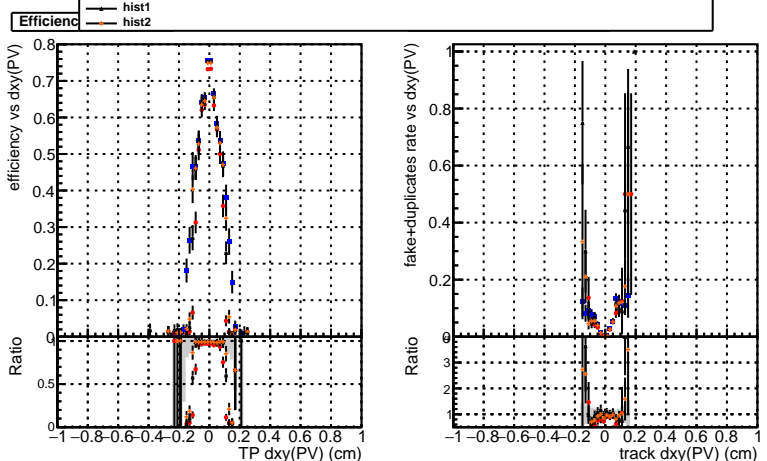 Efficienc
hist1
hist2
efficiency vs dxy(PV)
0.8
0.7
0.6
0.5
0.4
0.3
0.2
0.1
0
Ratio
1
0.5
0
−1 −0.8−0.6−0.4−0.2 0 0.2 0.4 0.6 0.8 1
TP dxy(PV) (cm)
fake+duplicates rate vs dxy(PV)
1
0.8
0.6
0.4
0.2
0
Ratio
3
2
1
−1 −0.8−0.6−0.4−0.2 0 0.2 0.4 0.6 0.8 1
track dxy(PV) (cm)